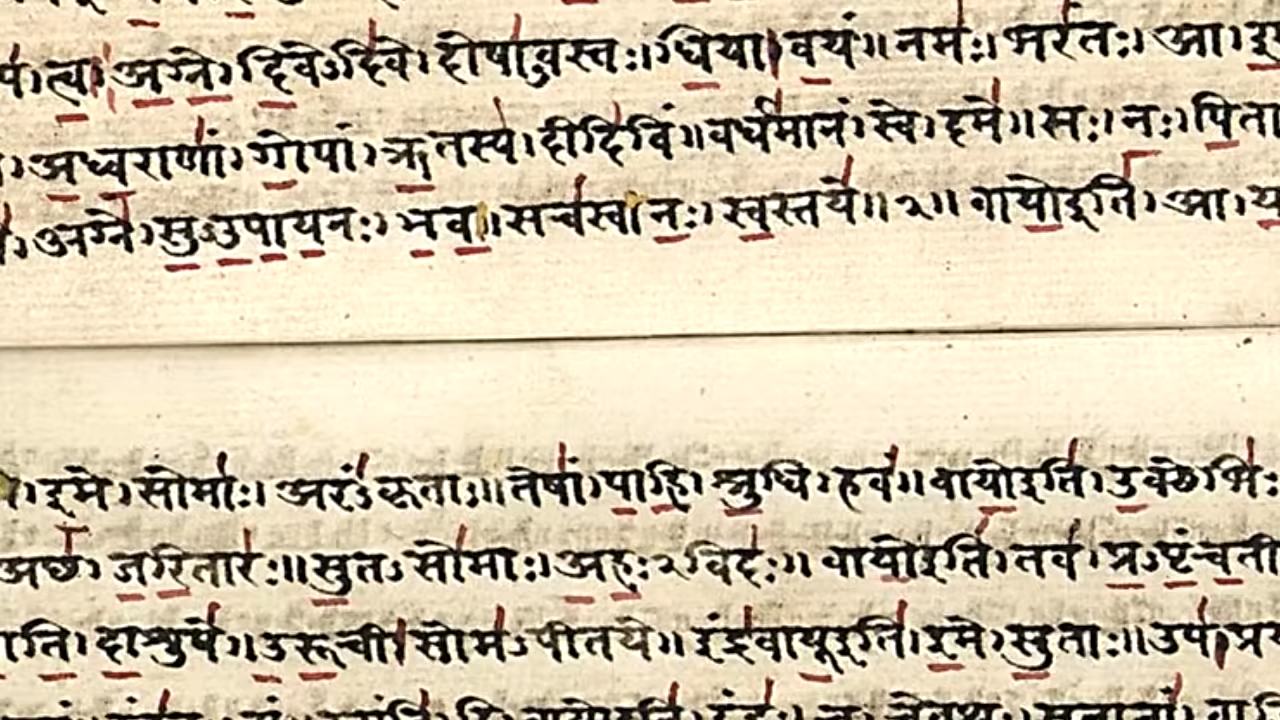 त्वा। अग्ने। दिवेऽदिवे। दोषाऽवस्तः। धिया। वयं॥ नमः। भरंतः। आ।
अध्वराणां। गोपां। ऋतस्य। दीदिविं॥ वर्धमानं। स्वे। दमे॥ सः। नः। पिता
अग्ने। सुऽउपायनः। भव॥ सचस्व। नः। स्वस्तये॥ २॥ वायोइति। आ।
इमे। सोमाः। अरंऽकृताः॥ तेषां। पाहि। श्रुधि। हवं॥ वायोइति। उक्थेभिः
अच्छ। जरितारः॥ सुतऽसोमाः। अहःऽविदः॥ वायोइति। तव। प्रऽपृंचती
दाशुषे॥ उरूची। सोमऽपीतये॥ इंद्रवायूइति। इमे। सुताः॥ उप। प्र